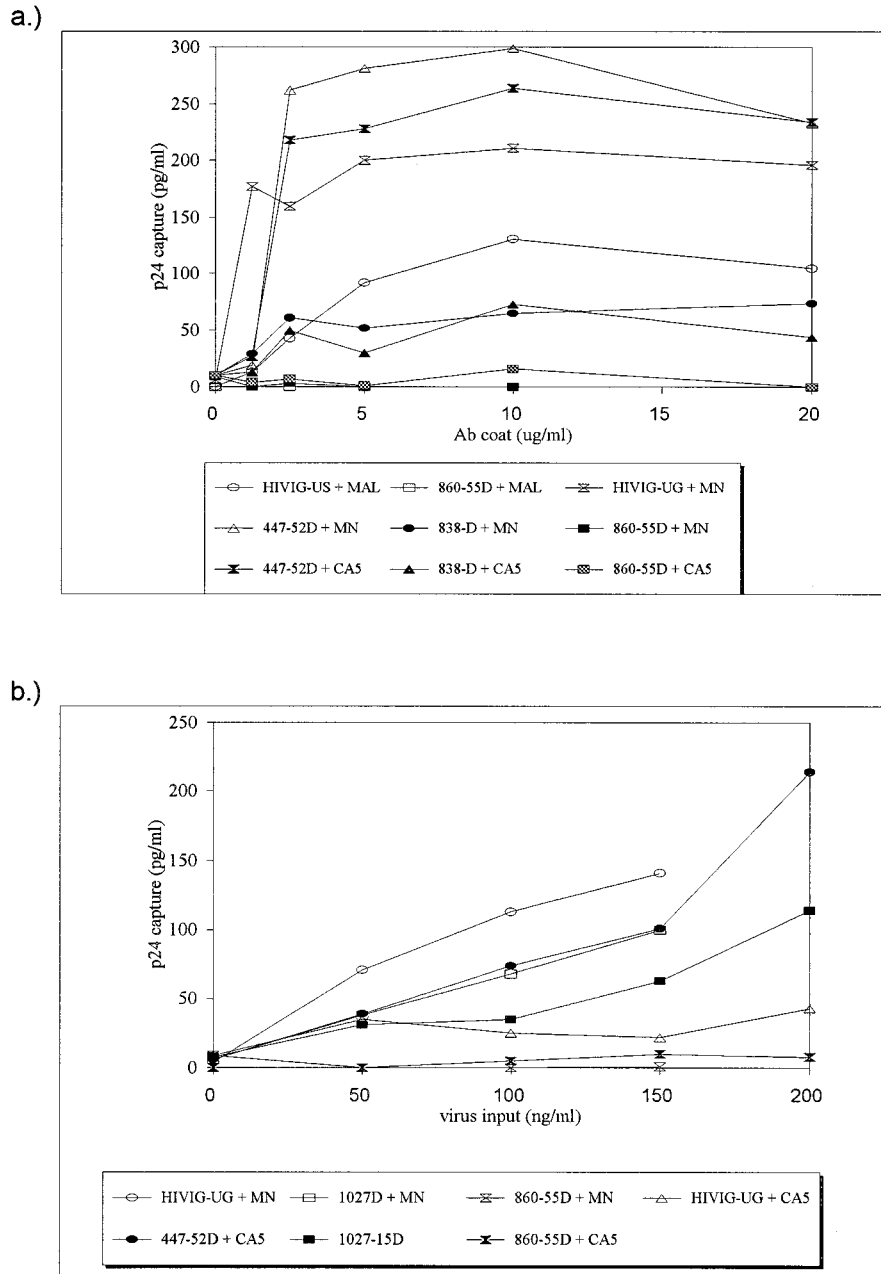 a.)
300
250
200
150
100
50
0
p24 capture (pg/ml)
0 5 10 15 20
Ab coat (ug/ml)
HIVIG-US + MAL 860-55D + MAL HIVIG-UG + MN
447-52D + MN 838-D + MN 860-55D + MN
447-52D + CA5 838-D + CA5 860-55D + CA5
b.)
250
200
150
100
50
0
p24 capture (pg/ml)
0 50 100 150 200
virus input (ng/ml)
HIVIG-UG + MN 1027D + MN 860-55D + MN HIVIG-UG + CA5
447-52D + CA5 1027-15D 860-55D + CA5